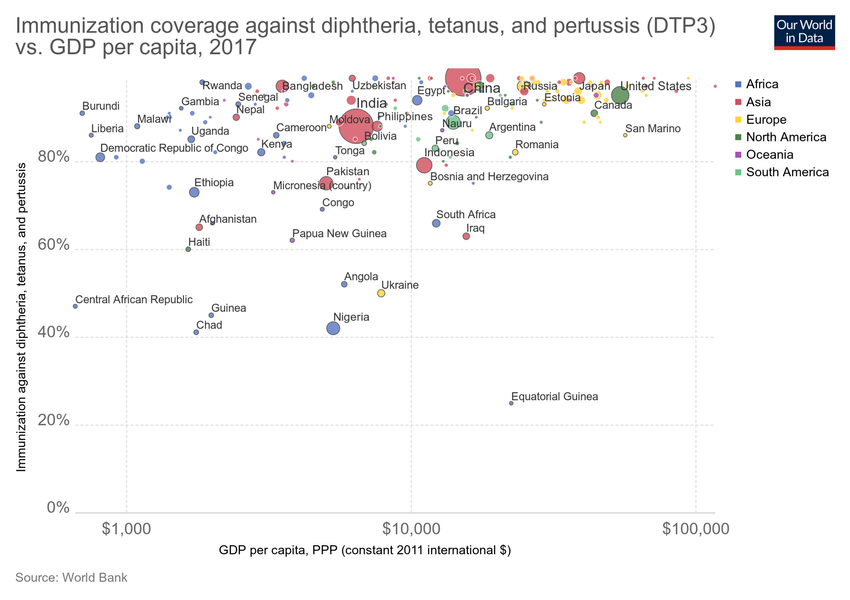 Immunization coverage against diphtheria, tetanus, and pertussis (DTP3)
vs. GDP per capita, 2017
Our World
in Data
Immunization against diphtheria, tetanus, and pertussis
80%
60%
40%
20%
0%
$1,000
$10,000
$100,000
GDP per capita, PPP (constant 2011 international $)
Africa
Asia
Europe
North America
Oceania
South America
Rwanda
Bangladesh
Uzbekistan
Egypt
China
Russia
Japan
United States
Burundi
Gambia
Senegal
India
Bulgaria
Estonia
Canada
Malawi
Nepal
Moldova
Philippines
Brazil
Nauru
Liberia
Uganda
Cameroon
Bolivia
Argentina
San Marino
Democratic Republic of Congo
Kenya
Tonga
Peru
Indonesia
Romania
Ethiopia
Pakistan
Micronesia (country)
Bosnia and Herzegovina
Congo
Afghanistan
South Africa
Iraq
Haiti
Papua New Guinea
Angola
Ukraine
Central African Republic
Guinea
Chad
Nigeria
Equatorial Guinea
Source: World Bank